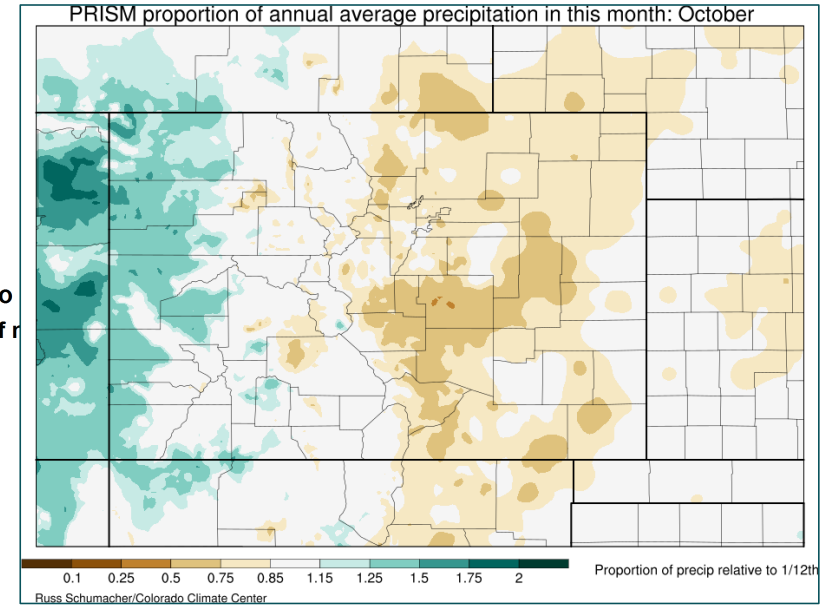 PRISM proportion of annual average precipitation in this month: October
o
f r
0.1 0.25 0.5 0.75 0.85 1.15 1.25 1.5 1.75 2
Proportion of precip relative to 1/12th
Russ Schumacher/Colorado Climate Center